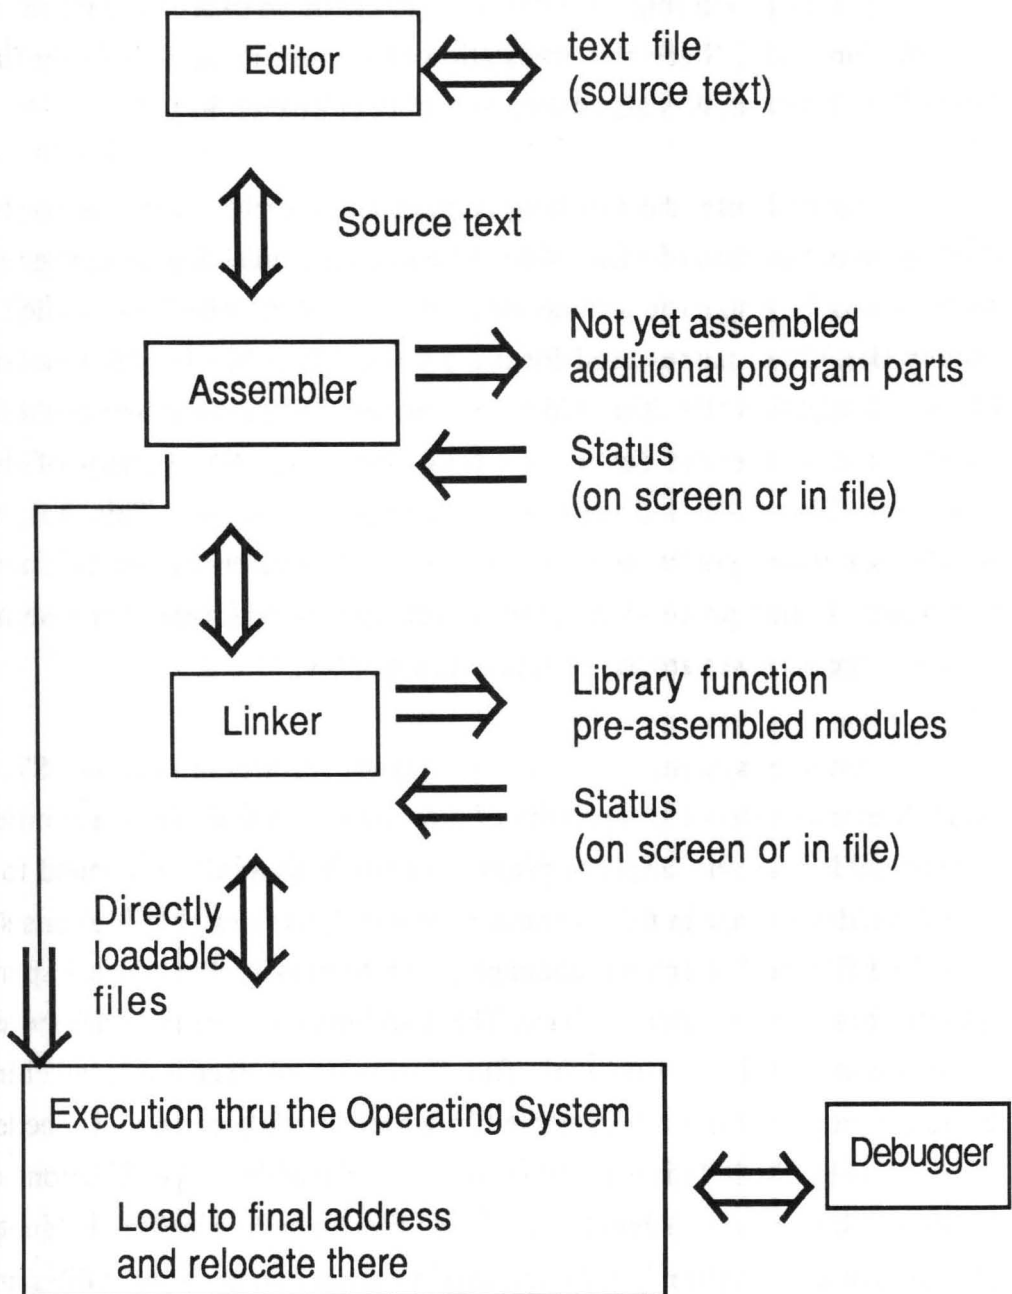 Editor
text file
(source text)
Source text
Not yet assembled
additional program parts
Assembler
Status
(on screen or in file)
Library function
pre-assembled modules
Linker
Status
(on screen or in file)
Directly
loadable
files
Execution thru the Operating System
Debugger
Load to final address
and relocate there